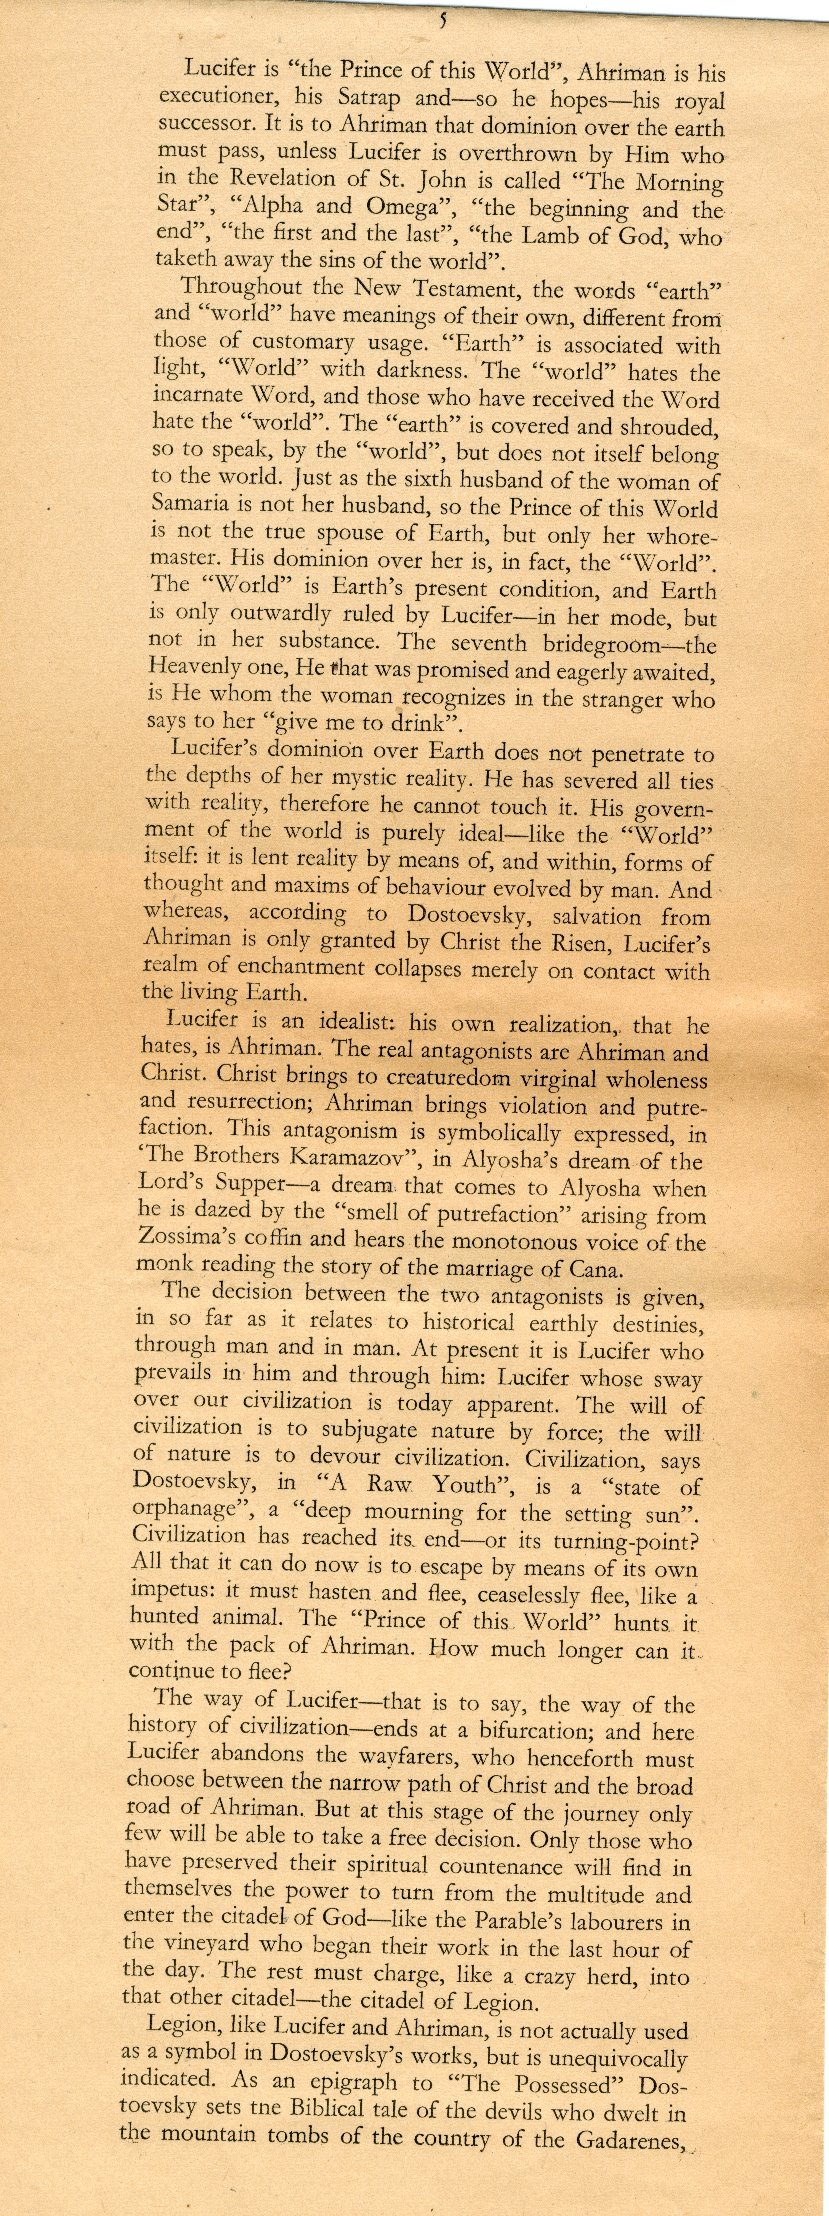 5
Lucifer is “the Prince of this World”, Ahriman is his
executioner, his Satrap and—so he hopes—his royal
successor. It is to Ahriman that dominion over the earth
must pass, unless Lucifer is overthrown by Him who
in the Revelation of St. John is called “The Morning
Star”, “Alpha and Omega”, “the beginning and the
end”, “the first and the last”, “the Lamb of God, who
taketh away the sins of the world”.
Throughout the New Testament, the words “earth”
and “world” have meanings of their own, different from
those of customary usage. “Earth” is associated with
light, “World” with darkness. The “world” hates the
incarnate Word, and those who have received the Word
hate the “world”. The “earth” is covered and shrouded,
so to speak, by the “world”, but does not itself belong
to the world. Just as the sixth husband of the woman of
Samaria is not her husband, so the Prince of this World
is not the true spouse of Earth, but only her whore-
master. His dominion over her is, in fact, the “World”.
The “World” is Earth’s present condition, and Earth
is only outwardly ruled by Lucifer—in her mode, but
not in her substance. The seventh bridegroom—the
Heavenly one, He that was promised and eagerly awaited,
is He whom the woman recognizes in the stranger who
says to her “give me to drink”.
Lucifer’s dominion over Earth does not penetrate to
the depths of her mystic reality. He has severed all ties
with reality, therefore he cannot touch it. His govern-
ment of the world is purely ideal—like the “World”
itself: it is lent reality by means of, and within, forms of
thought and maxims of behaviour evolved by man. And
whereas, according to Dostoevsky, salvation from
Ahriman is only granted by Christ the Risen, Lucifer’s
realm of enchantment collapses merely on contact with
the living Earth.
Lucifer is an idealist: his own realization, that he
hates, is Ahriman. The real antagonists are Ahriman and
Christ. Christ brings to creaturedom virginal wholeness
and resurrection; Ahriman brings violation and putre-
faction. This antagonism is symbolically expressed, in
‘The Brothers Karamazov”, in Alyosha’s dream of the
Lord’s Supper—a dream that comes to Alyosha when
he is dazed by the “smell of putrefaction” arising from
Zossima’s coffin and hears the monotonous voice of the
monk reading the story of the marriage of Cana.
The decision between the two antagonists is given,
in so far as it relates to historical earthly destinies,
through man and in man. At present it is Lucifer who
prevails in him and through him: Lucifer whose sway
over our civilization is today apparent. The will of
civilization is to subjugate nature by force; the will
of nature is to devour civilization. Civilization, says
Dostoevsky, in “A Raw Youth”, is a “state of
orphanage”, a “deep mourning for the setting sun”.
Civilization has reached its end—or its turning-point?
All that it can do now is to escape by means of its own
impetus: it must hasten and flee, ceaselessly flee, like a
hunted animal. The “Prince of this World” hunts it
with the pack of Ahriman. How much longer can it
continue to flee?
The way of Lucifer—that is to say, the way of the
history of civilization—ends at a bifurcation; and here
Lucifer abandons the wayfarers, who henceforth must
choose between the narrow path of Christ and the broad
road of Ahriman. But at this stage of the journey only
few will be able to take a free decision. Only those who
have preserved their spiritual countenance will find in
themselves the power to turn from the multitude and
enter the citadel of God—like the Parable’s labourers in
the vineyard who began their work in the last hour of
the day. The rest must charge, like a crazy herd, into
that other citadel—the citadel of Legion.
Legion, like Lucifer and Ahriman, is not actually used
as a symbol in Dostoevsky’s works, but is unequivocally
indicated. As an epigraph to “The Possessed” Dos-
toevsky sets tne Biblical tale of the devils who dwelt in
the mountain tombs of the country of the Gadarenes,